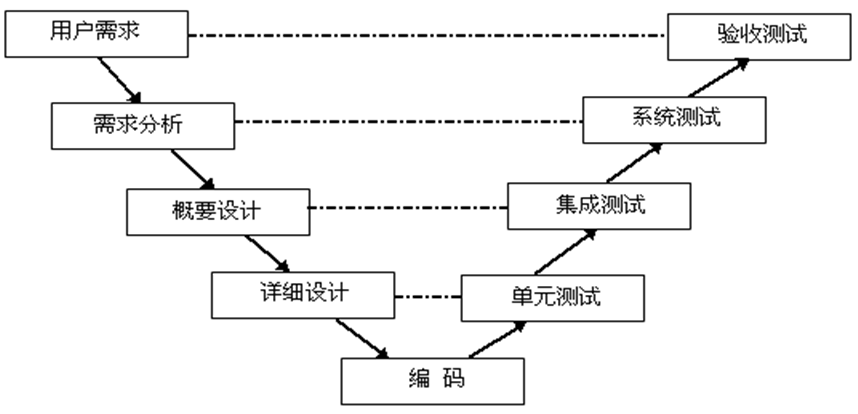 用户需求
验收测试
需求分析
系统测试
概要设计
集成测试
详细设计
单元测试
编 码